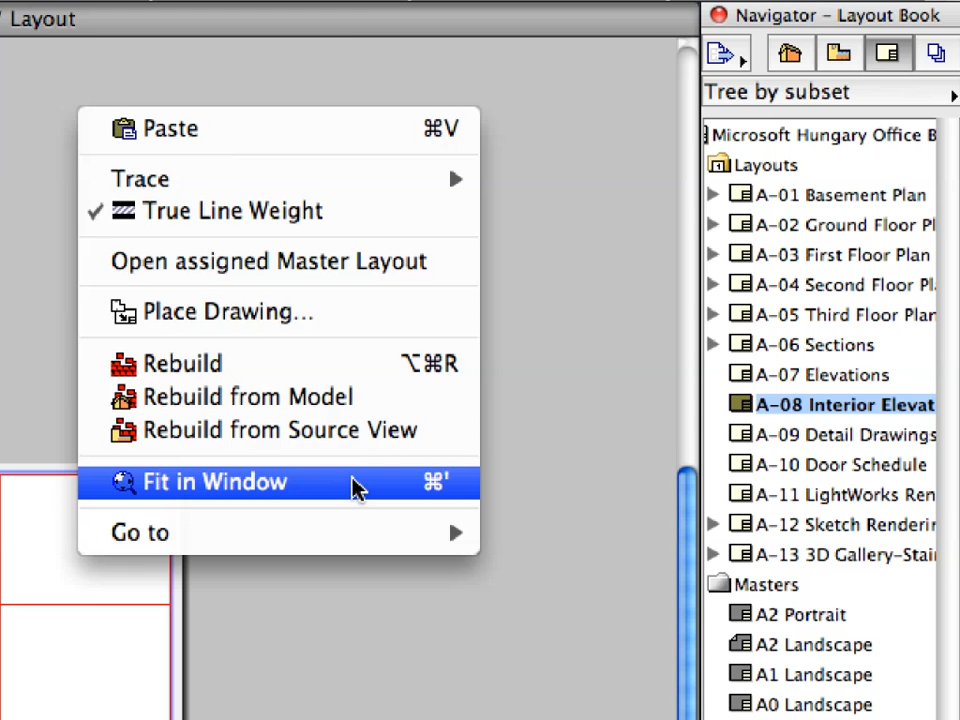 Layout
Paste ⌘V
Trace
True Line Weight
Open assigned Master Layout
Place Drawing...
Rebuild ⌥⌘R
Rebuild from Model
Rebuild from Source View
Fit in Window ⌘'
Go to
Navigator - Layout Book
Tree by subset
Microsoft Hungary Office B
Layouts
A-01 Basement Plan
A-02 Ground Floor Pl
A-03 First Floor Plan
A-04 Second Floor Pl
A-05 Third Floor Plan
A-06 Sections
A-07 Elevations
A-08 Interior Elevat
A-09 Detail Drawings
A-10 Door Schedule
A-11 LightWorks Ren
A-12 Sketch Renderin
A-13 3D Gallery-Stai
Masters
A2 Portrait
A2 Landscape
A1 Landscape
A0 Landscape